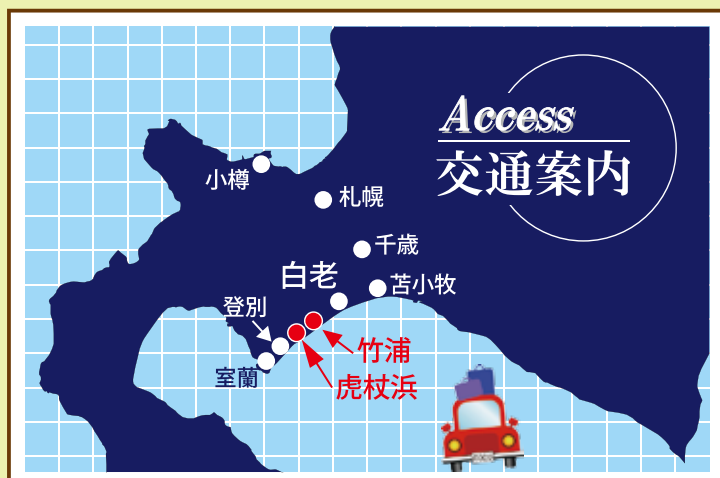 Access
交通案内
小樽
札幌
千歳
白老
苫小牧
登別
竹浦
室蘭
虎杖浜